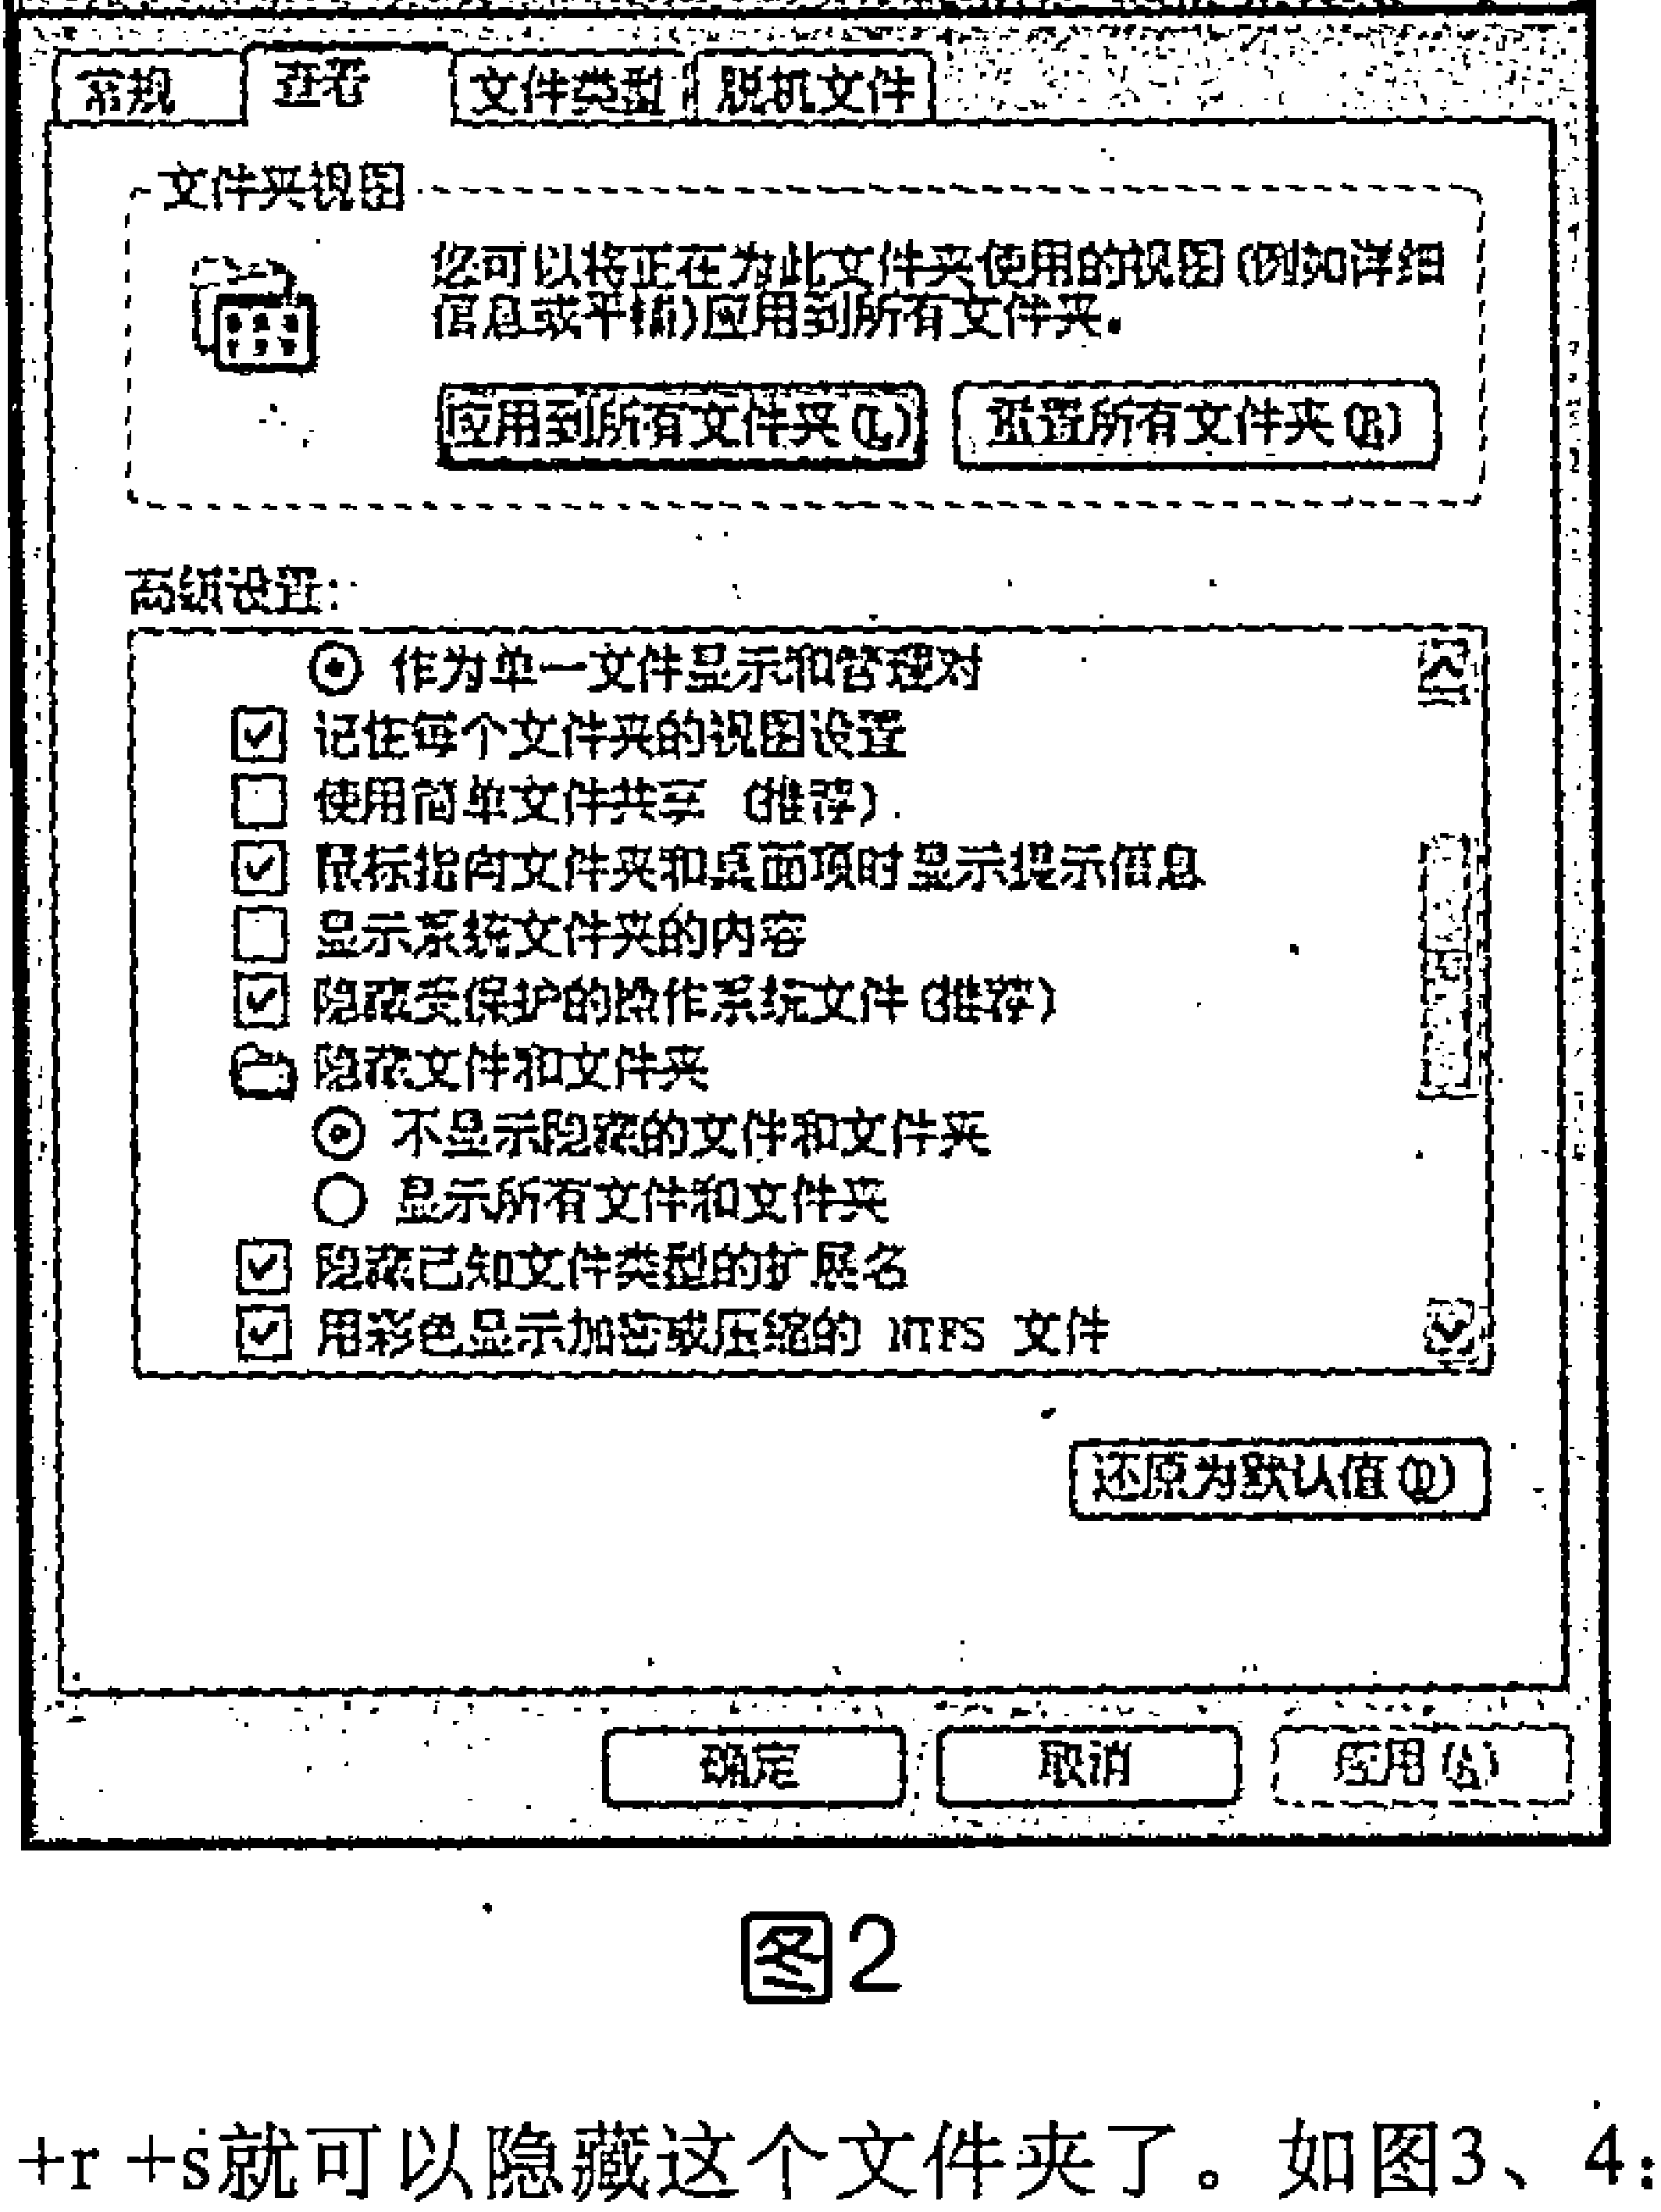 常规 查看 文件类型 脱机文件
文件夹视图
您可以将正在为此文件夹使用的视图(例如详细
信息或平铺)应用到所有文件夹。
应用到所有文件夹(L) 重置所有文件夹(R)
高级设置:
作为单一文件显示和管理对
记住每个文件夹的视图设置
使用简单文件共享 (推荐)
鼠标指向文件夹和桌面项时显示提示信息
显示系统文件夹的内容
隐藏受保护的操作系统文件(推荐)
隐藏文件和文件夹
不显示隐藏的文件和文件夹
显示所有文件和文件夹
隐藏已知文件类型的扩展名
用彩色显示加密或压缩的 NTFS 文件
还原为默认值(D)
确定 取消 应用(A)
图2
+r +s就可以隐藏这个文件夹了。如图3、4: